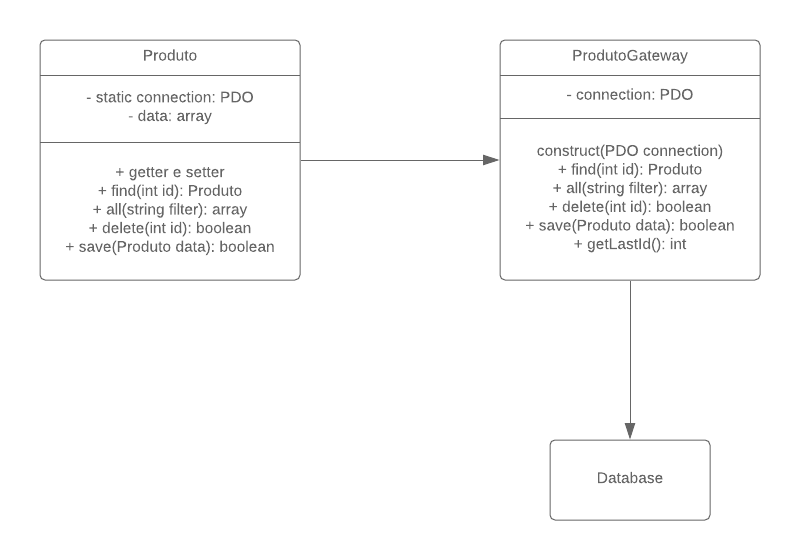 Produto
- static connection: PDO
- data: array
+ getter e setter
+ find(int id): Produto
+ all(string filter): array
+ delete(int id): boolean
+ save(Produto data): boolean
ProdutoGateway
- connection: PDO
construct(PDO connection)
+ find(int id): Produto
+ all(string filter): array
+ delete(int id): boolean
+ save(Produto data): boolean
+ getLastId(): int
Database